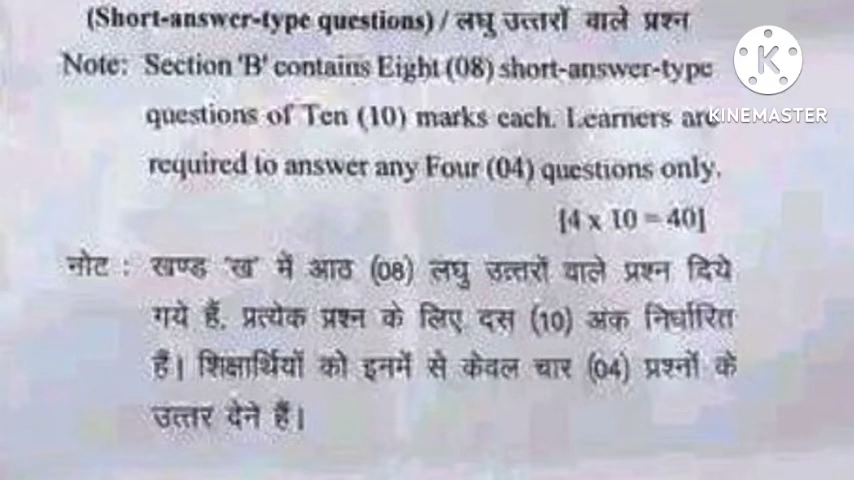 (Short-answer-type questions) / लघु उत्तरों वाले प्रश्न
Note: Section 'B' contains Eight (08) short-answer-type
questions of Ten (10) marks each. Learners are
required to answer any Four (04) questions only.
[4 x 10 = 40]
नोट : खण्ड 'ख' में आठ (08) लघु उत्तरों वाले प्रश्न दिये
गये हैं, प्रत्येक प्रश्न के लिए दस (10) अंक निर्धारित
हैं। शिक्षार्थियों को इनमें से केवल चार (04) प्रश्नों के
उत्तर देने हैं।
K
KINEMASTER